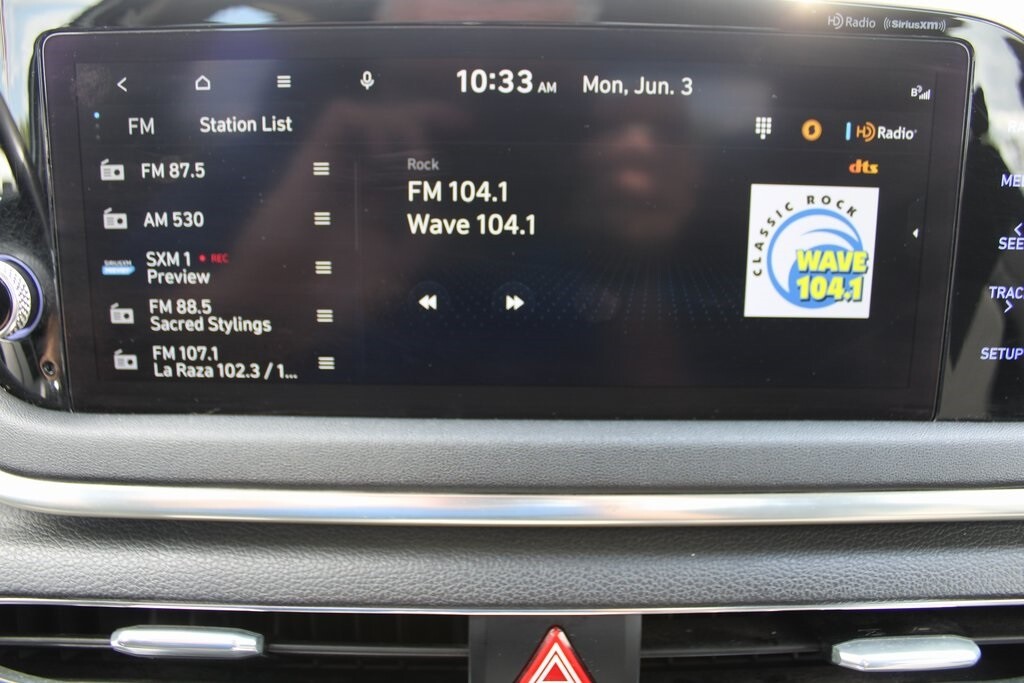 HD Radio ((SiriusXM))
10:33 AM Mon, Jun. 3
FM Station List
HD Radio
dts
FM 87.5
AM 530
SXM 1 • REC
Preview
FM 88.5
Sacred Stylings
FM 107.1
La Raza 102.3 / 1...
Rock
FM 104.1
Wave 104.1
CLASSIC ROCK
WAVE
104.1
SEE
TRAC
SETUP